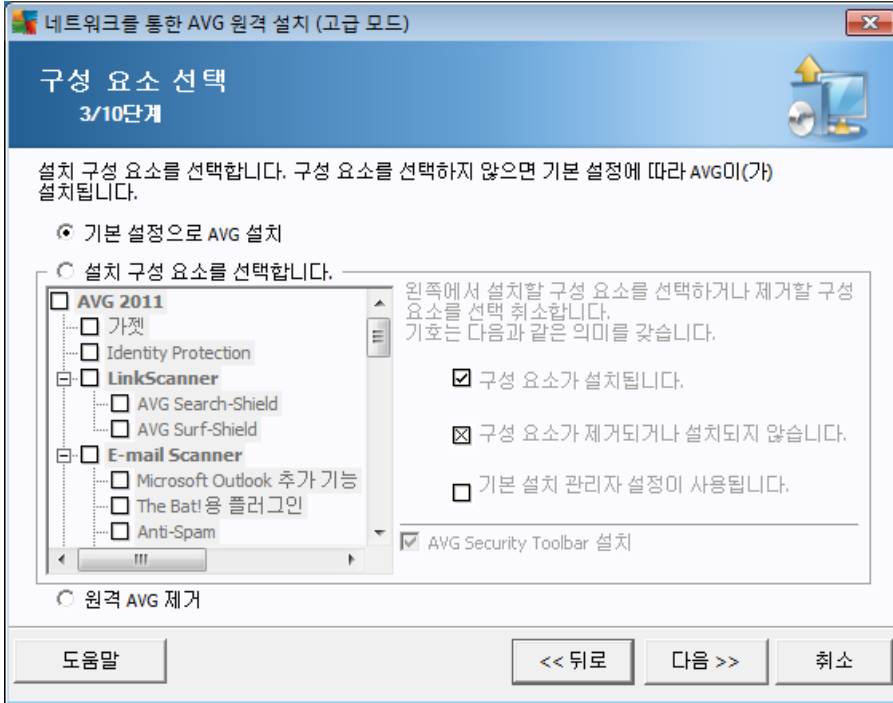 네트워크를 통한 AVG 원격 설치 (고급 모드)
구성 요소 선택
3/10단계
설치 구성 요소를 선택합니다. 구성 요소를 선택하지 않으면 기본 설정에 따라 AVG이(가)
설치됩니다.
기본 설정으로 AVG 설치
설치 구성 요소를 선택합니다.
AVG 2011
가젯
Identity Protection
LinkScanner
AVG Search-Shield
AVG Surf-Shield
E-mail Scanner
Microsoft Outlook 추가 기능
The Bat! 용 플러그인
Anti-Spam
왼쪽에서 설치할 구성 요소를 선택하거나 제거할 구성
요소를 선택 취소합니다.
기호는 다음과 같은 의미를 갖습니다.
구성 요소가 설치됩니다.
구성 요소가 제거되거나 설치되지 않습니다.
기본 설치 관리자 설정이 사용됩니다.
AVG Security Toolbar 설치
원격 AVG 제거
도움말
<< 뒤로
다음 >>
취소